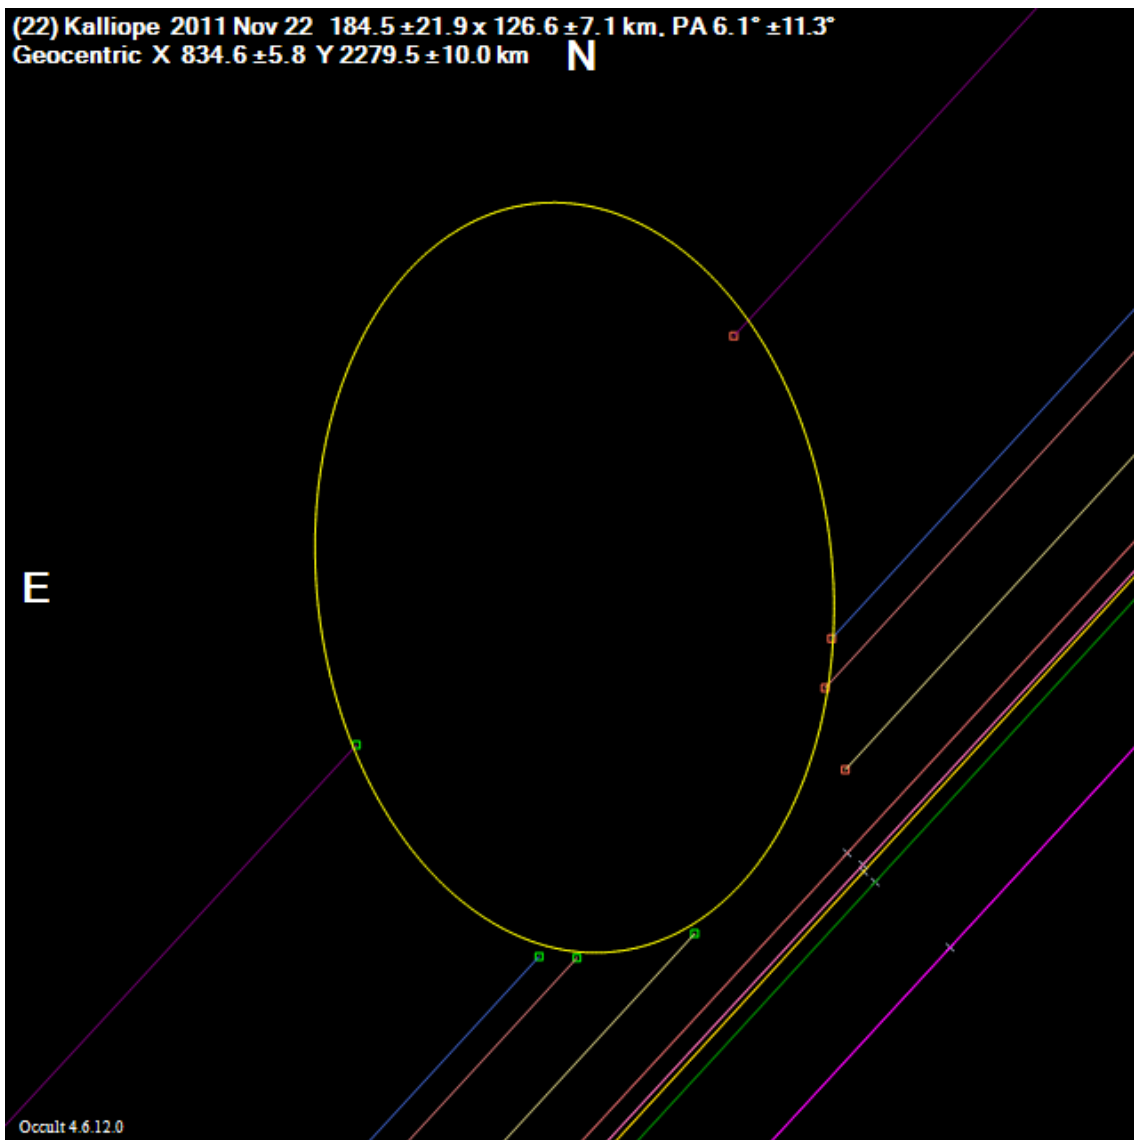 (22) Kalliope 2011 Nov 22 184.5 ±21.9 x 126.6 ±7.1 km, PA 6.1° ±11.3°
Geocentric X 834.6 ±5.8 Y 2279.5 ±10.0 km
N
E
Occult 4.6.12.0